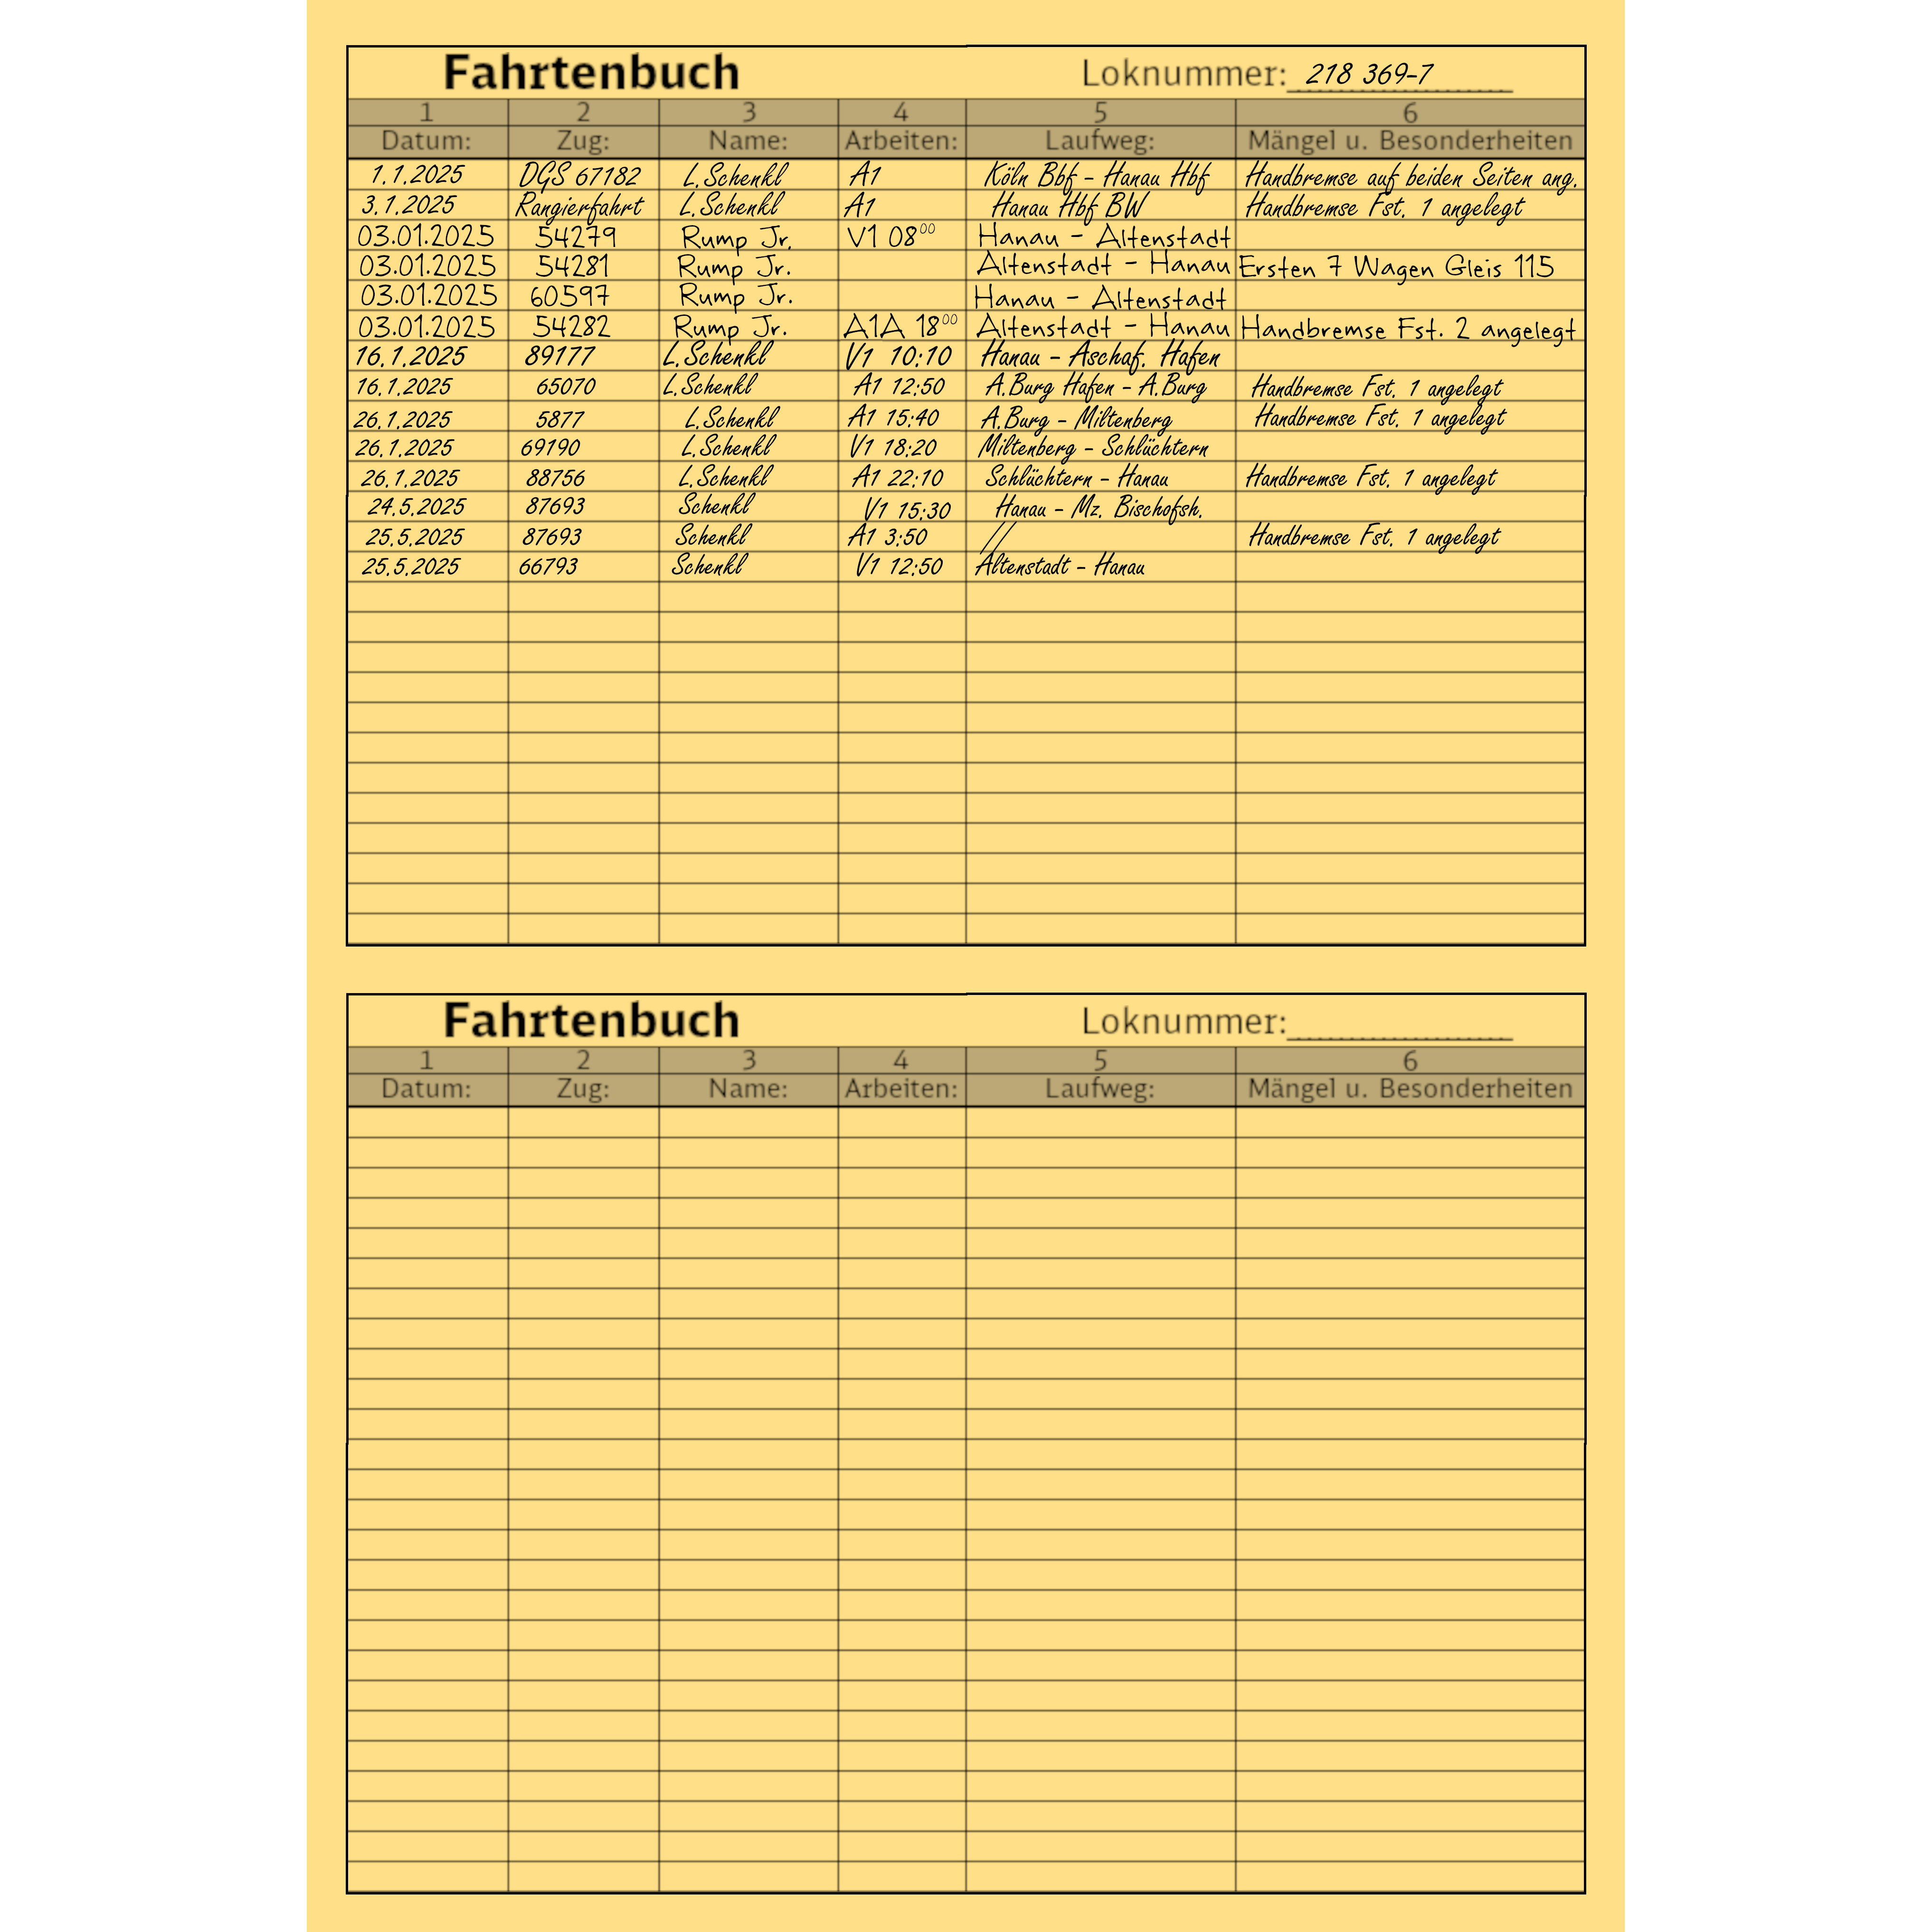 Fahrtenbuch Loknummer: 218 369-7
1 2 3 4 5 6
Datum: Zug: Name: Arbeiten: Laufweg: Mängel u. Besonderheiten
1.1.2025 DGS 67182 L.Schenkl A1 Köln Bbf - Hanau Hbf Handbremse auf beiden Seiten ang.
3.1.2025 Rangierfahrt L.Schenkl A1 Hanau Hbf BW Handbremse Fst. 1 angelegt
03.01.2025 54279 Rump Jr. V1 08⁰⁰ Hanau - Altenstadt
03.01.2025 54281 Rump Jr. Altenstadt - Hanau Ersten 7 Wagen Gleis 115
03.01.2025 60597 Rump Jr. Hanau - Altenstadt
03.01.2025 54282 Rump Jr. A1A 18⁰⁰ Altenstadt - Hanau Handbremse Fst. 2 angelegt
16.1.2025 89177 L.Schenkl V1 10:10 Hanau - Aschaf. Hafen
16.1.2025 65070 L.Schenkl A1 12:50 A.Burg Hafen - A.Burg Handbremse Fst. 1 angelegt
26.1.2025 5877 L.Schenkl A1 15:40 A.Burg - Miltenberg Handbremse Fst. 1 angelegt
26.1.2025 69190 L.Schenkl V1 18:20 Miltenberg - Schlüchtern
26.1.2025 88756 L.Schenkl A1 22:10 Schlüchtern - Hanau Handbremse Fst. 1 angelegt
24.5.2025 87693 Schenkl V1 15:30 Hanau - Mz. Bischofsh.
25.5.2025 87693 Schenkl A1 3:50 // Handbremse Fst. 1 angelegt
25.5.2025 66793 Schenkl V1 12:50 Altenstadt - Hanau
Fahrtenbuch Loknummer:
1 2 3 4 5 6
Datum: Zug: Name: Arbeiten: Laufweg: Mängel u. Besonderheiten